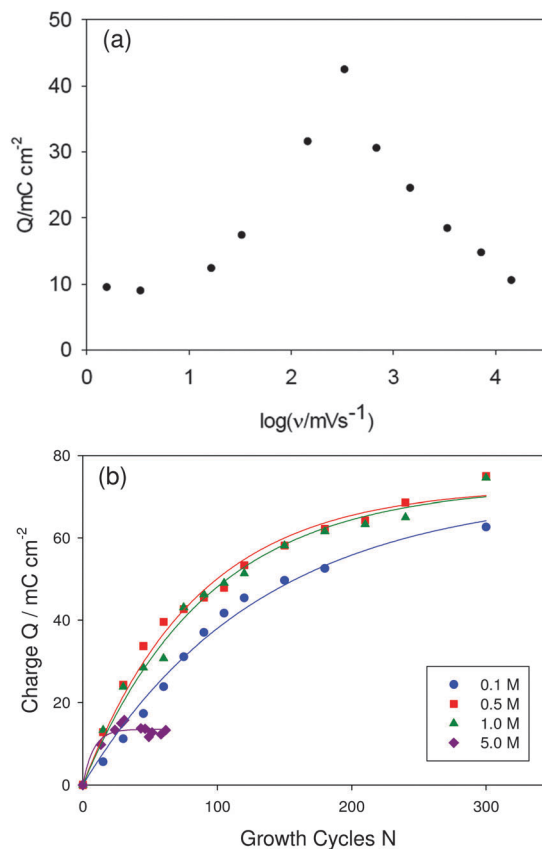 (a)
50
40
30
20
10
0
Q/mC cm⁻²
0 1 2 3 4
log(ν/mVs⁻¹)
(b)
80
60
40
20
0
Charge Q / mC cm⁻²
0.1 M
0.5 M
1.0 M
5.0 M
0 100 200 300
Growth Cycles N